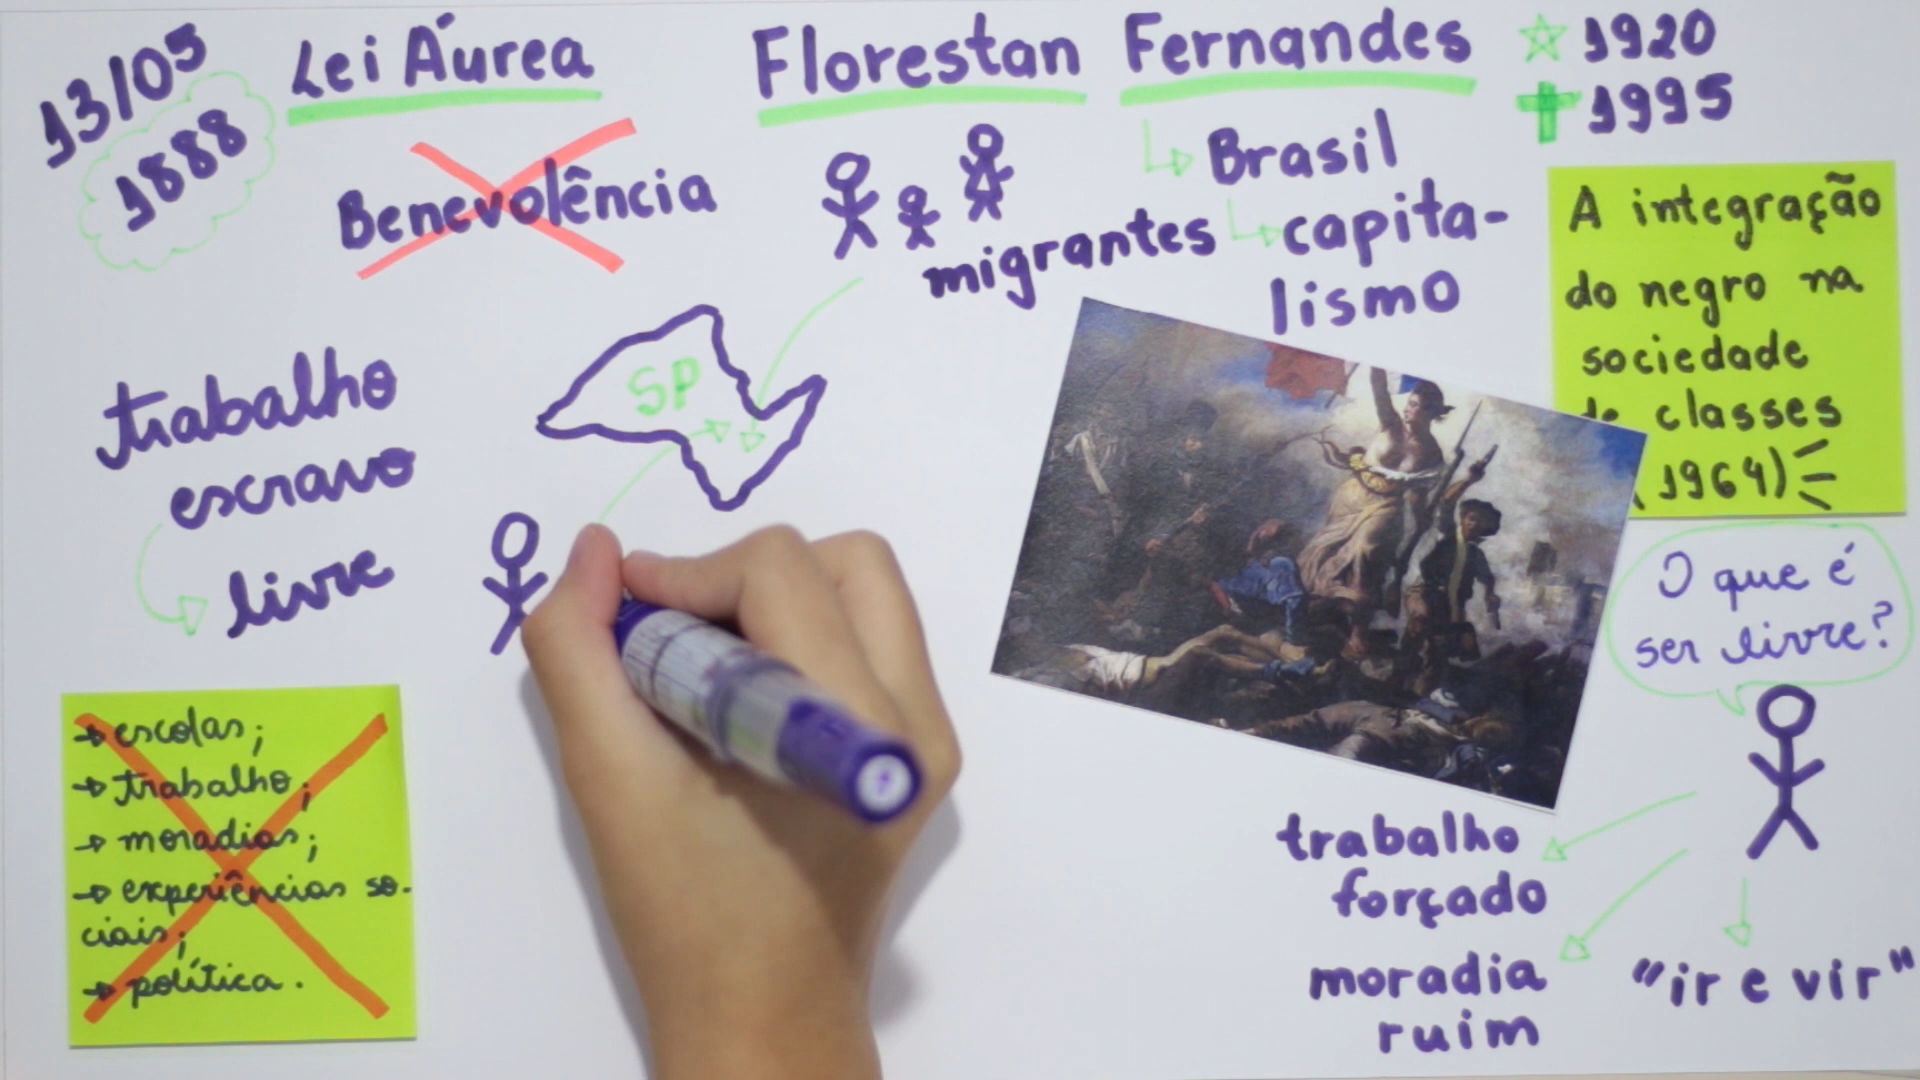 13/05
1888
Lei Áurea
Benevolência
Florestan Fernandes
1920
1995
Brasil
capita-
lismo
migrantes
A integração
do negro na
sociedade
de classes
(1964)
SP
trabalho
escravo
livre
escolas;
trabalho;
moradias;
experiências so-
ciais;
política.
O que é
ser livre?
trabalho
forçado
moradia
ruim
"ir e vir"